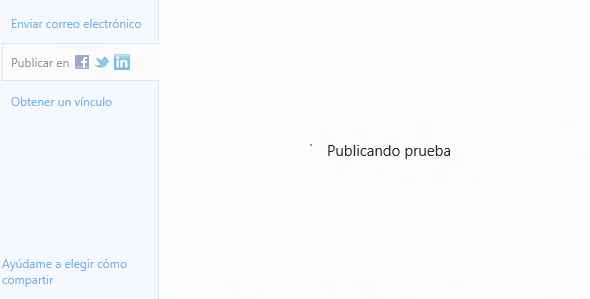 Enviar correo electrónico
Publicar en
Obtener un vínculo
Publicando prueba
Ayúdame a elegir cómo
compartir